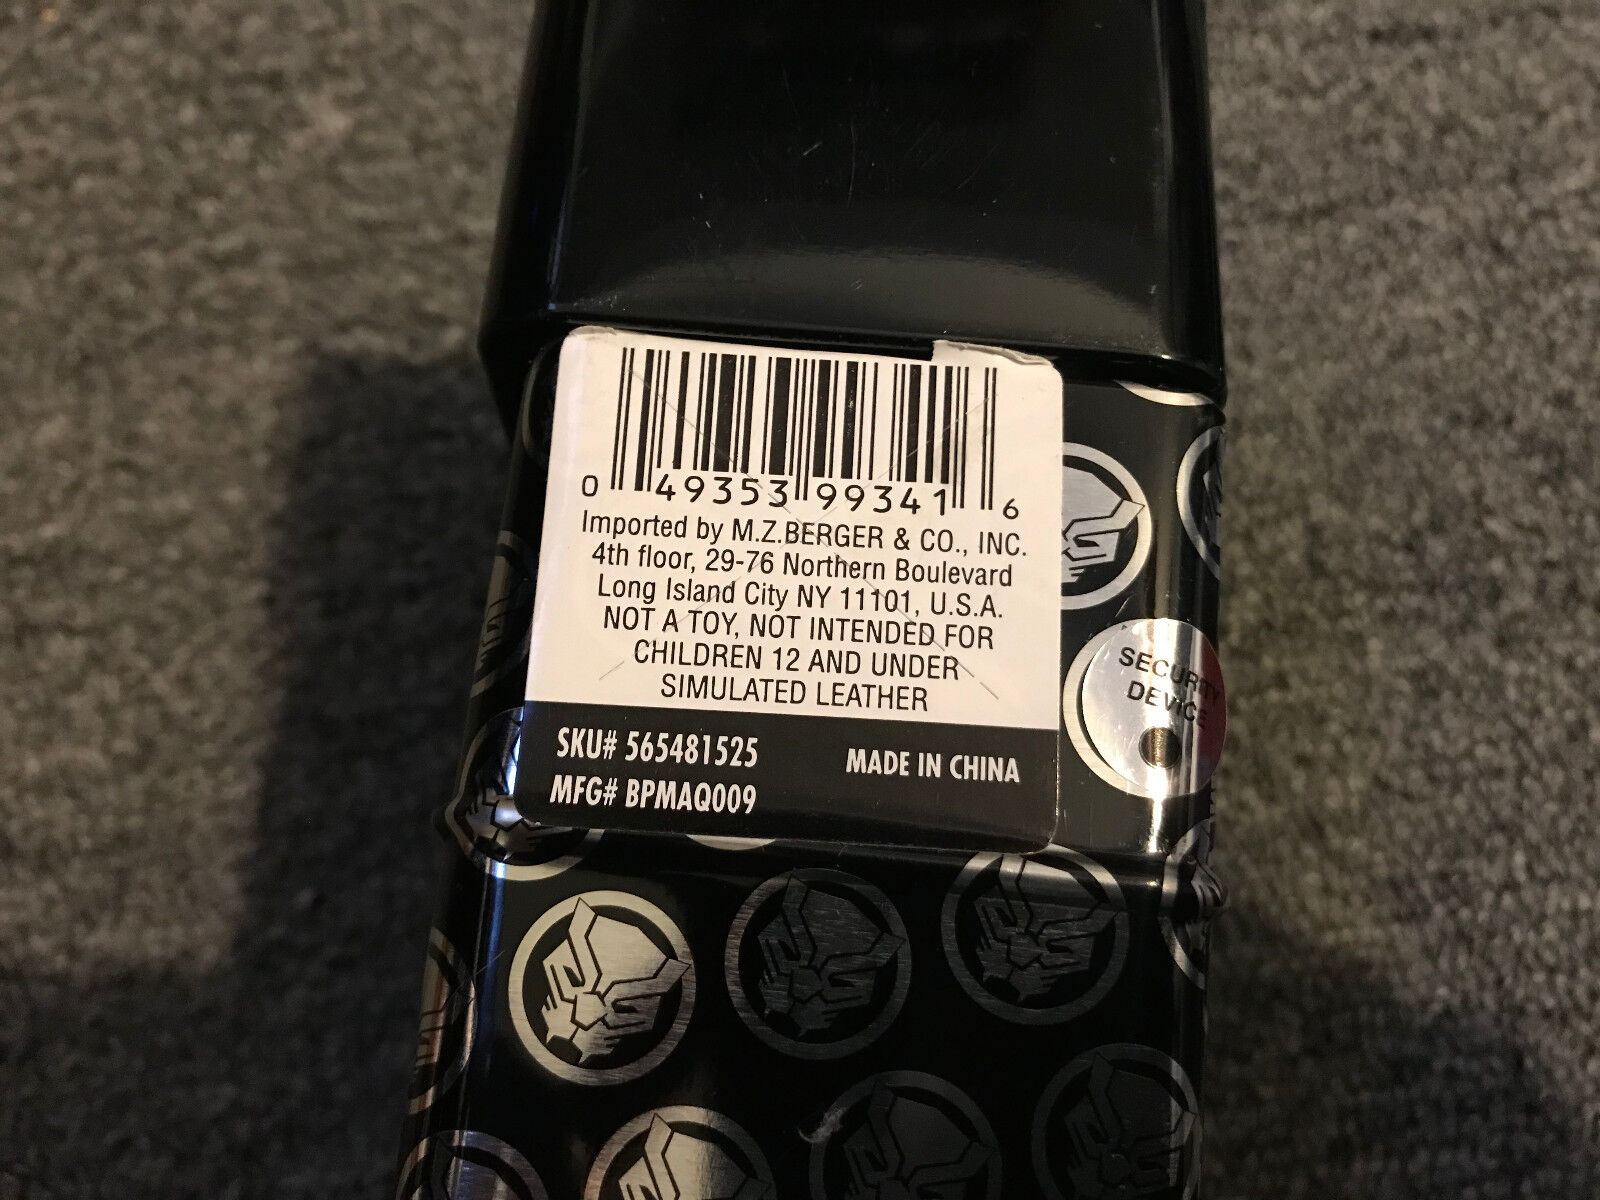 0 49353 99341 6
Imported by M.Z.BERGER & CO., INC.
4th floor, 29-76 Northern Boulevard
Long Island City NY 11101, U.S.A.
NOT A TOY, NOT INTENDED FOR
CHILDREN 12 AND UNDER
SIMULATED LEATHER
SKU# 565481525
MADE IN CHINA
MFG# BPMAQ009
SECURITY
DEVICE